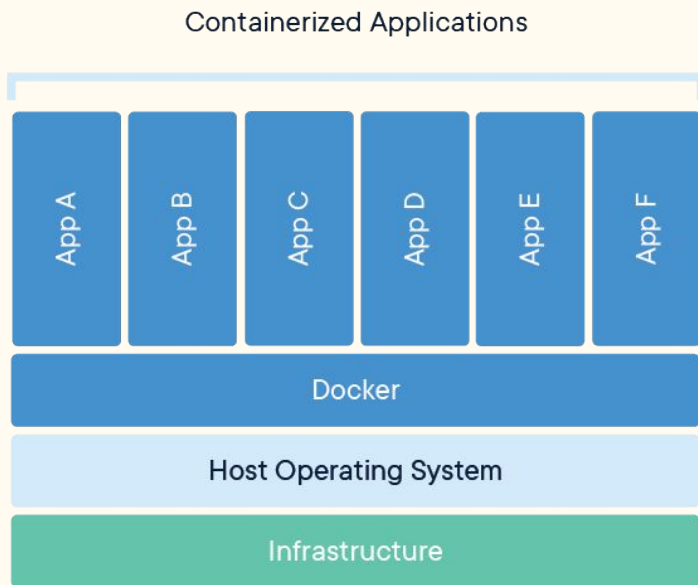 Containerized Applications
App A
App B
App C
App D
App E
App F
Docker
Host Operating System
Infrastructure